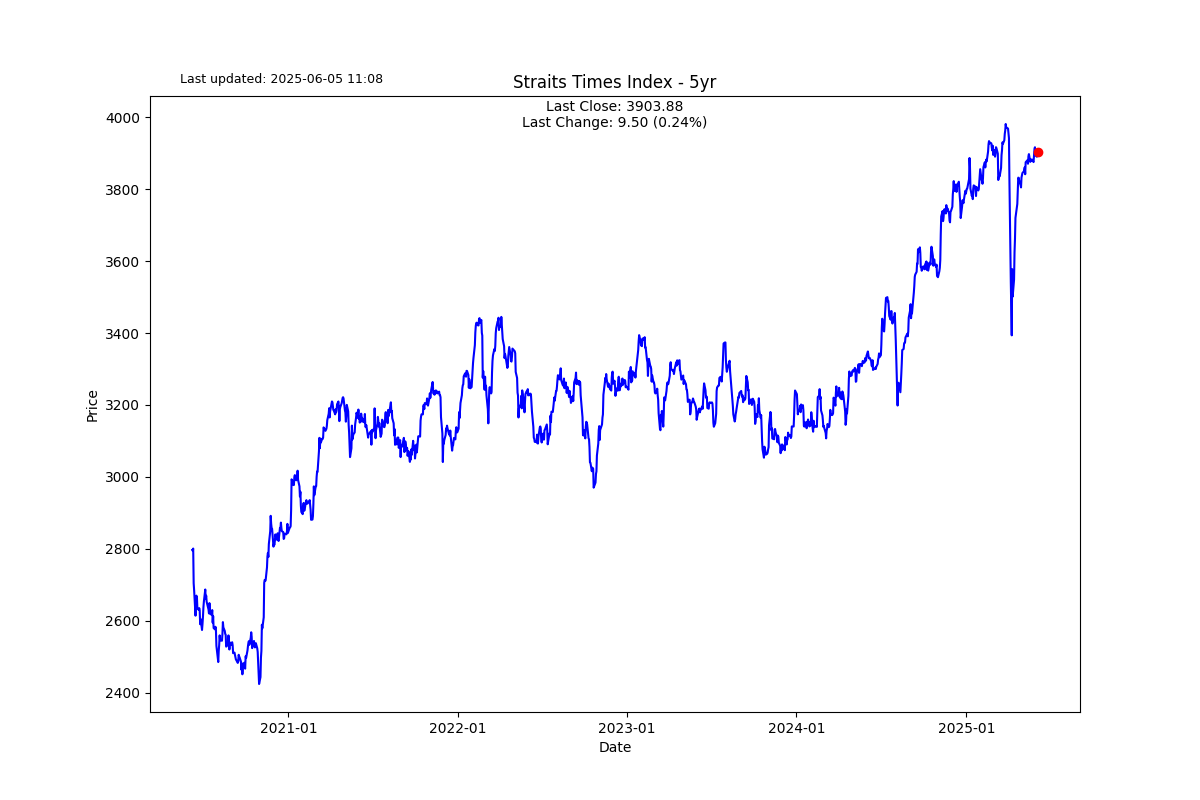 Last updated: 2025-06-05 11:08
Straits Times Index - 5yr
Last Close: 3903.88
Last Change: 9.50 (0.24%)
4000
3800
3600
3400
3200
3000
2800
2600
2400
Price
2021-01
2022-01
2023-01
2024-01
2025-01
Date